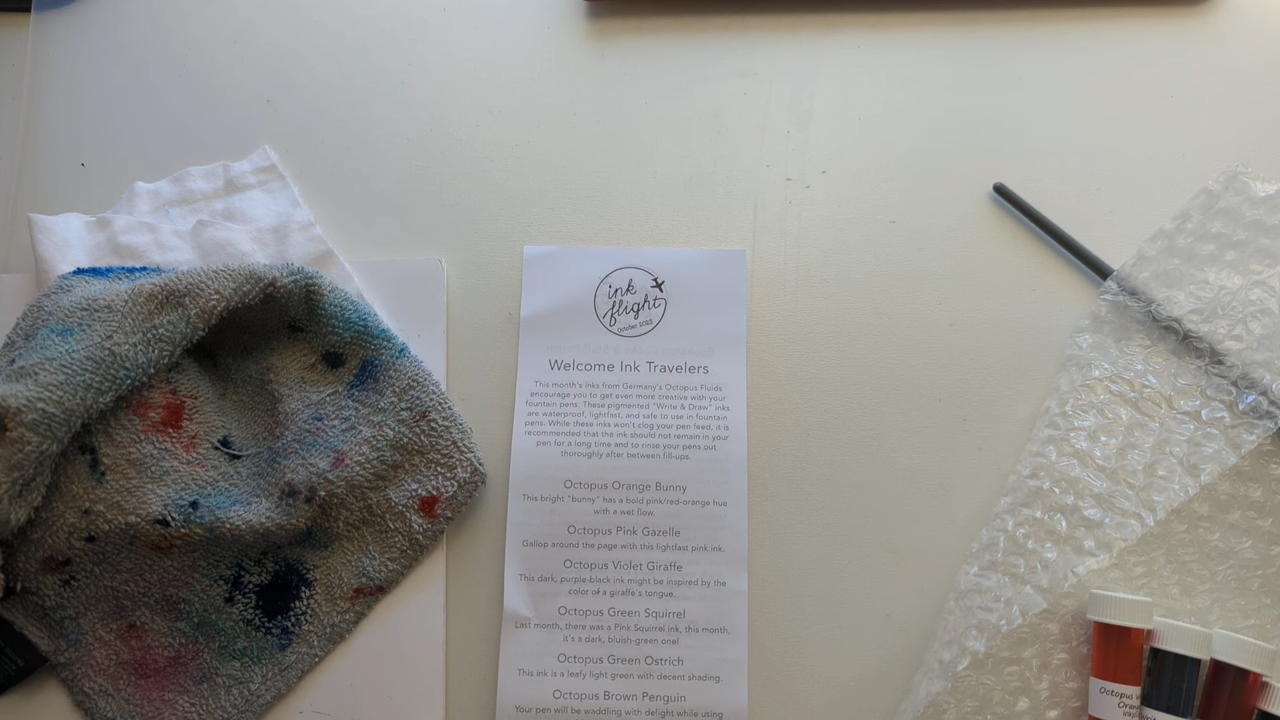 ink
flight
October 2022
Welcome Ink Travelers
This month's inks from Germany's Octopus Fluids
encourage you to get even more creative with your
fountain pens. These pigmented "Write & Draw" inks
are waterproof, lightfast, and safe to use in fountain
pens. While these inks won't clog your pen feed, it is
recommended that the ink should not remain in your
pen for a long time and to rinse your pens out
thoroughly after between fill-ups.
Octopus Orange Bunny
This bright "bunny" has a bold pink/red-orange hue
with a wet flow.
Octopus Pink Gazelle
Gallop around the page with this lightfast pink ink.
Octopus Violet Giraffe
This dark, purple-black ink might be inspired by the
color of a giraffe's tongue.
Octopus Green Squirrel
Last month, there was a Pink Squirrel ink, this month,
it's a dark, bluish-green one!
Octopus Green Ostrich
This ink is a leafy light green with decent shading.
Octopus Brown Penguin
Your pen will be waddling with delight while using
Octopus